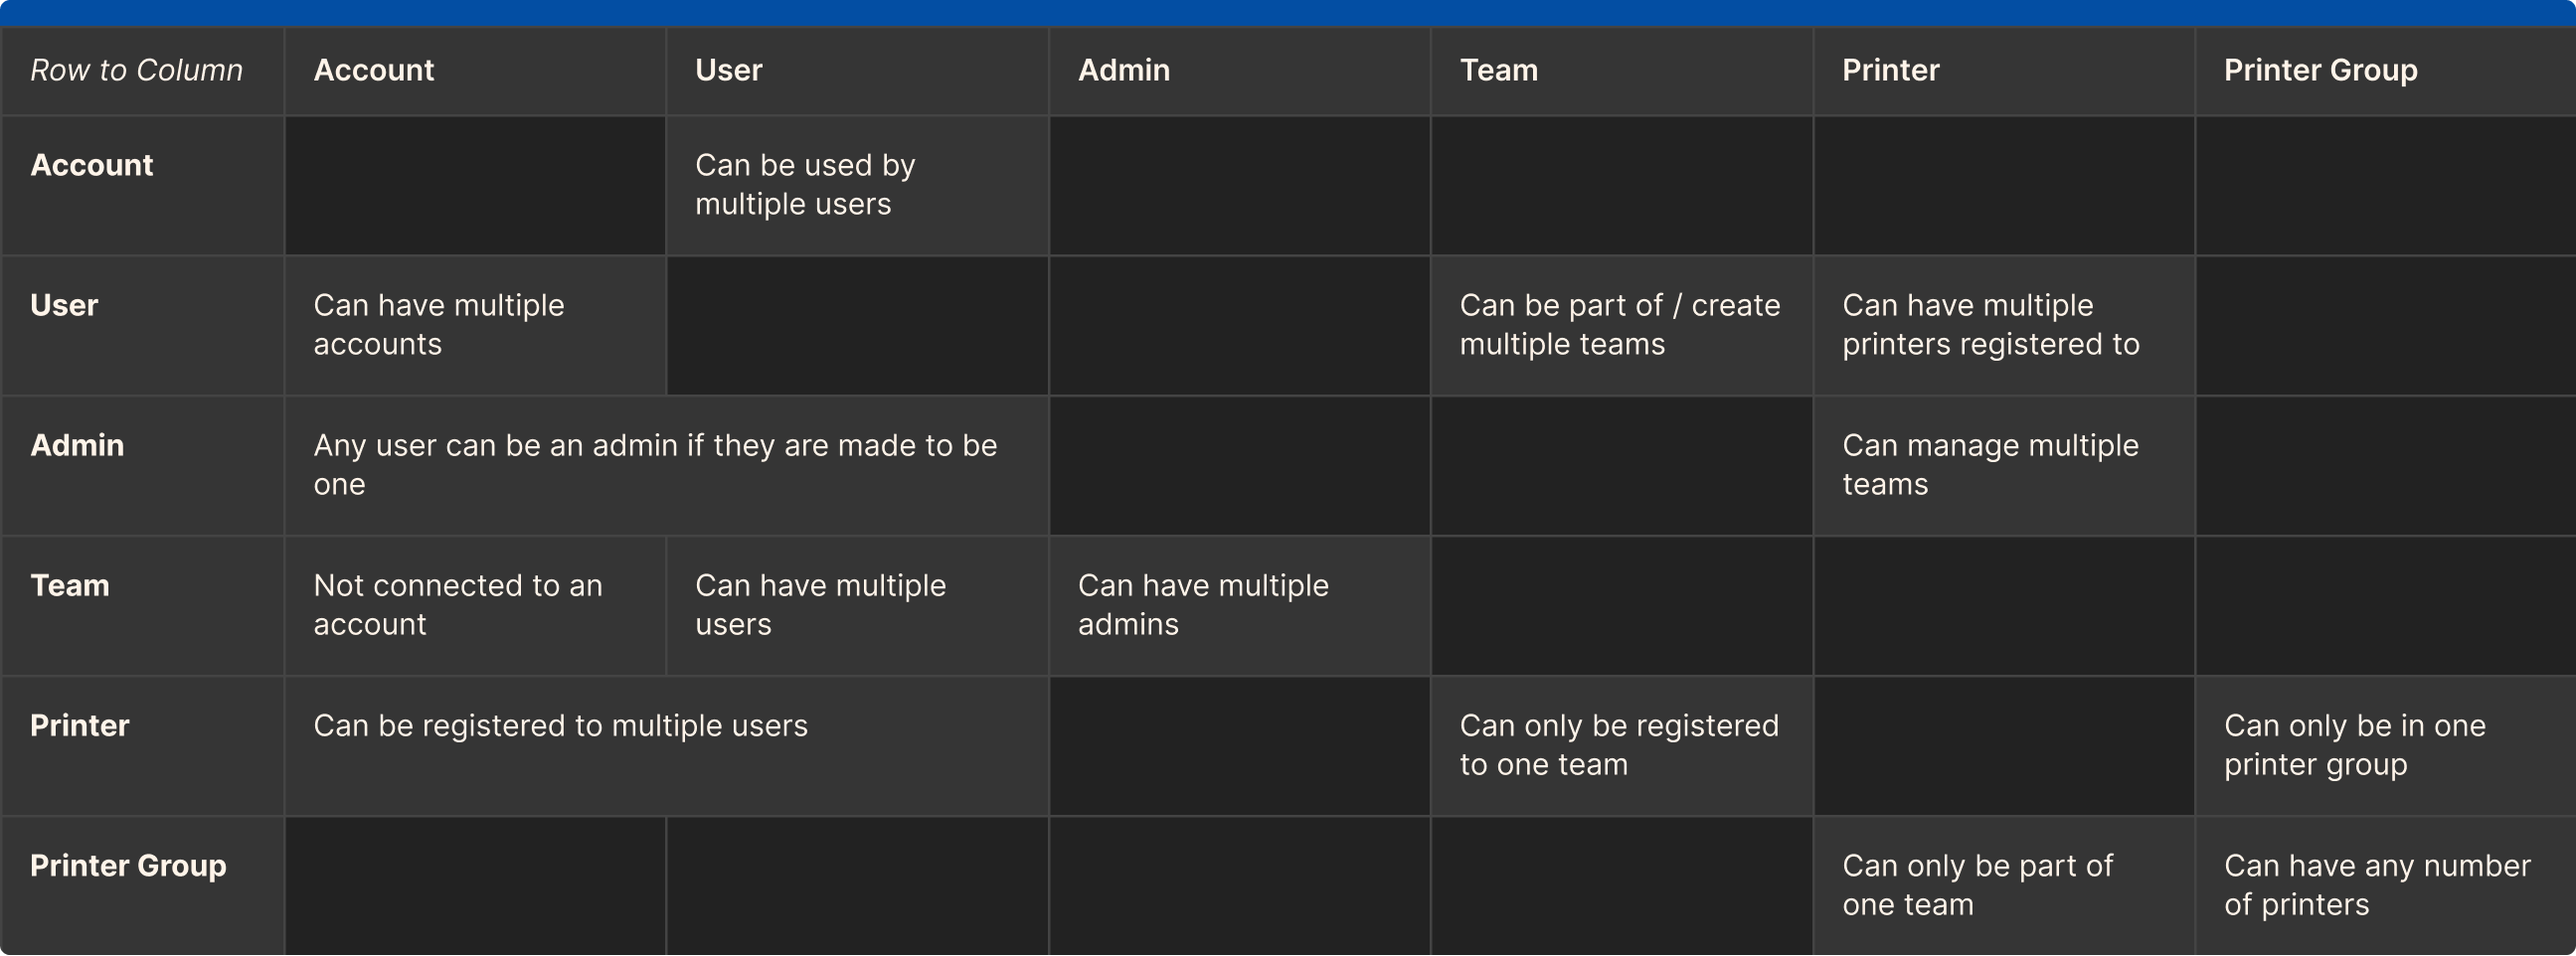 Row to Column
Account
User
Admin
Team
Printer
Printer Group
Account
Can be used by
multiple users
User
Can have multiple
accounts
Can be part of / create
multiple teams
Can have multiple
printers registered to
Admin
Any user can be an admin if they are made to be
one
Can manage multiple
teams
Team
Not connected to an
account
Can have multiple
users
Can have multiple
admins
Printer
Can be registered to multiple users
Can only be registered
to one team
Can only be in one
printer group
Printer Group
Can only be part of
one team
Can have any number
of printers